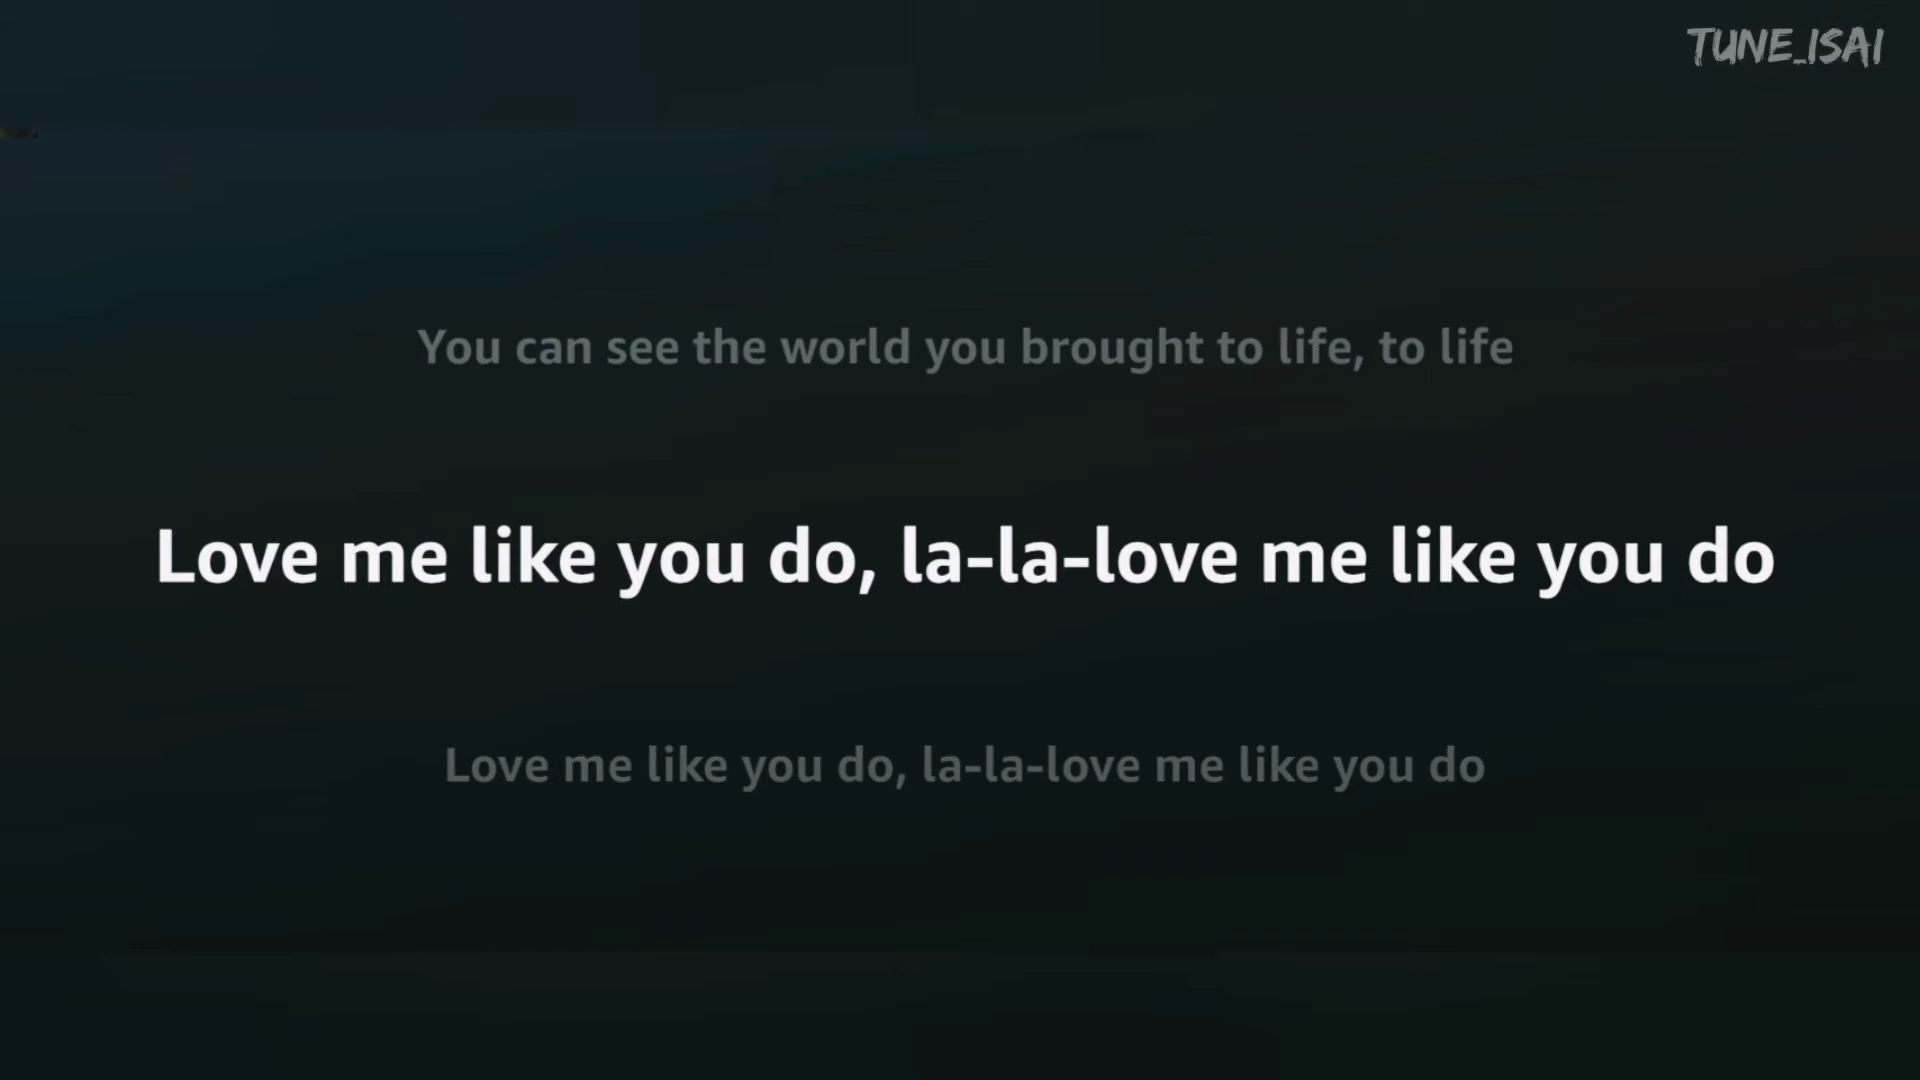 TUNE_ISAI
You can see the world you brought to life, to life
Love me like you do, la-la-love me like you do
Love me like you do, la-la-love me like you do